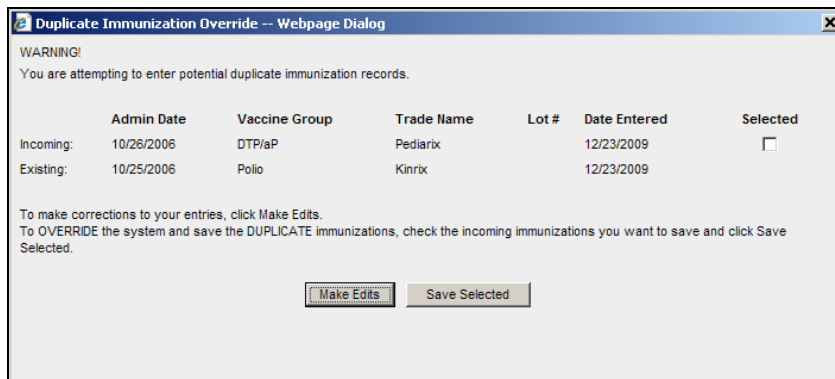 Duplicate Immunization Override -- Webpage Dialog
WARNING!
You are attempting to enter potential duplicate immunization records.
Admin Date Vaccine Group Trade Name Lot # Date Entered Selected
Incoming: 10/26/2006 DTP/aP Pediarix 12/23/2009
Existing: 10/25/2006 Polio Kinrix 12/23/2009
To make corrections to your entries, click Make Edits.
To OVERRIDE the system and save the DUPLICATE immunizations, check the incoming immunizations you want to save and click Save
Selected.
Make Edits Save Selected